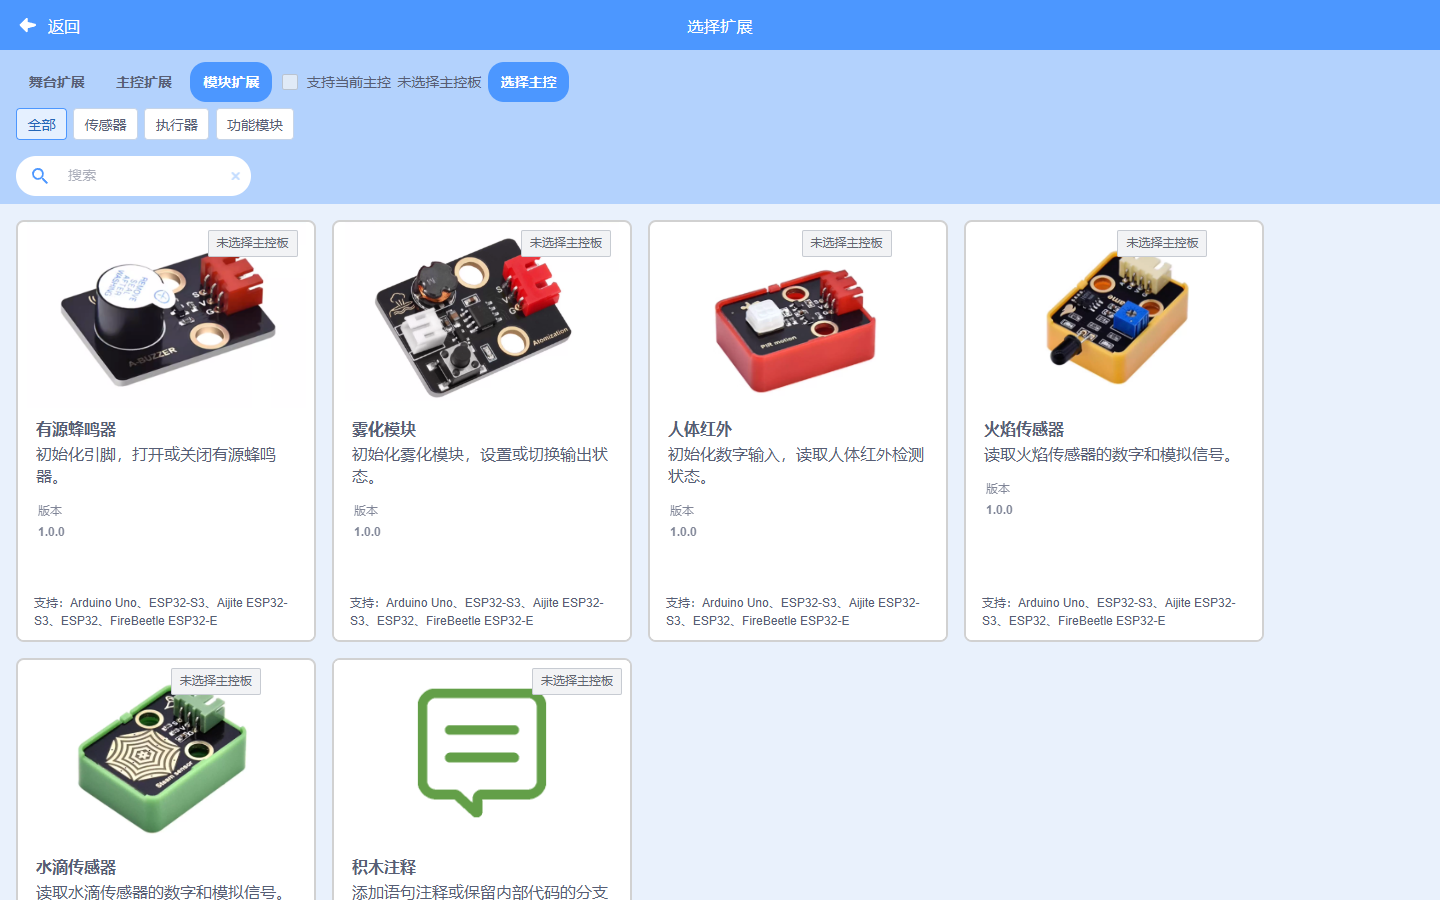 返回
选择扩展
舞台扩展
主控扩展
模块扩展
支持当前主控
未选择主控板
选择主控
全部
传感器
执行器
功能模块
搜索
未选择主控板
REMOVE
SEAL
AFTER
WASHING
A-BUZZER
有源蜂鸣器
初始化引脚，打开或关闭有源蜂鸣
器。
版本
1.0.0
支持：Arduino Uno、ESP32-S3、Aijite ESP32-
S3、ESP32、FireBeetle ESP32-E
未选择主控板
Atomization
雾化模块
初始化雾化模块，设置或切换输出状
态。
版本
1.0.0
支持：Arduino Uno、ESP32-S3、Aijite ESP32-
S3、ESP32、FireBeetle ESP32-E
未选择主控板
PIR motion
人体红外
初始化数字输入，读取人体红外检测
状态。
版本
1.0.0
支持：Arduino Uno、ESP32-S3、Aijite ESP32-
S3、ESP32、FireBeetle ESP32-E
未选择主控板
火焰传感器
读取火焰传感器的数字和模拟信号。
版本
1.0.0
支持：Arduino Uno、ESP32-S3、Aijite ESP32-
S3、ESP32、FireBeetle ESP32-E
未选择主控板
Steam sensor
水滴传感器
读取水滴传感器的数字和模拟信号。
未选择主控板
积木注释
添加语句注释或保留内部代码的分支